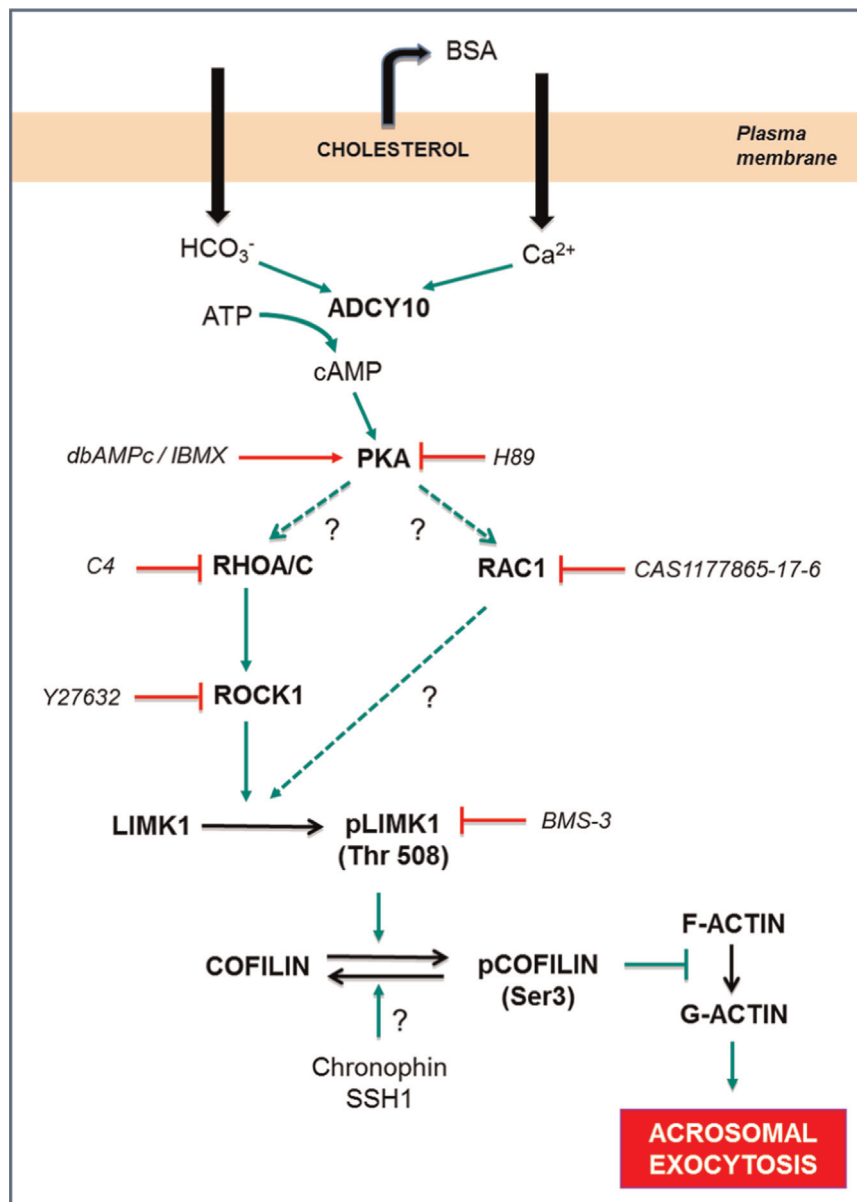 BSA
CHOLESTEROL
Plasma
membrane
HCO₃⁻
Ca²⁺
ADCY10
ATP
cAMP
dbAMPc / IBMX
PKA
H89
?
?
C4
RHOA/C
RAC1
CAS1177865-17-6
Y27632
ROCK1
?
LIMK1
pLIMK1
(Thr 508)
BMS-3
F-ACTIN
COFILIN
pCOFILIN
(Ser3)
G-ACTIN
?
Chronophin
SSH1
ACROSOMAL
EXOCYTOSIS